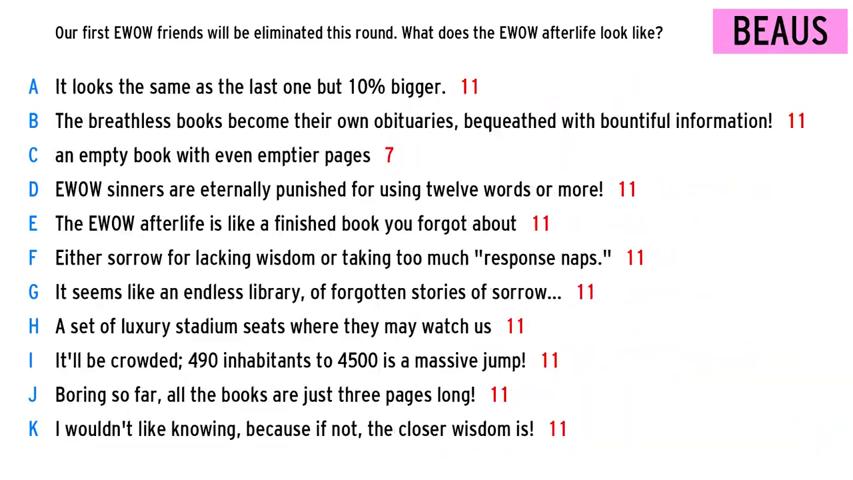 Our first EWOW friends will be eliminated this round. What does the EWOW afterlife look like?
BEAUS
A It looks the same as the last one but 10% bigger. 11
B The breathless books become their own obituaries, bequeathed with bountiful information! 11
C an empty book with even emptier pages 7
D EWOW sinners are eternally punished for using twelve words or more! 11
E The EWOW afterlife is like a finished book you forgot about 11
F Either sorrow for lacking wisdom or taking too much "response naps." 11
G It seems like an endless library, of forgotten stories of sorrow... 11
H A set of luxury stadium seats where they may watch us 11
I It'll be crowded; 490 inhabitants to 4500 is a massive jump! 11
J Boring so far, all the books are just three pages long! 11
K I wouldn't like knowing, because if not, the closer wisdom is! 11